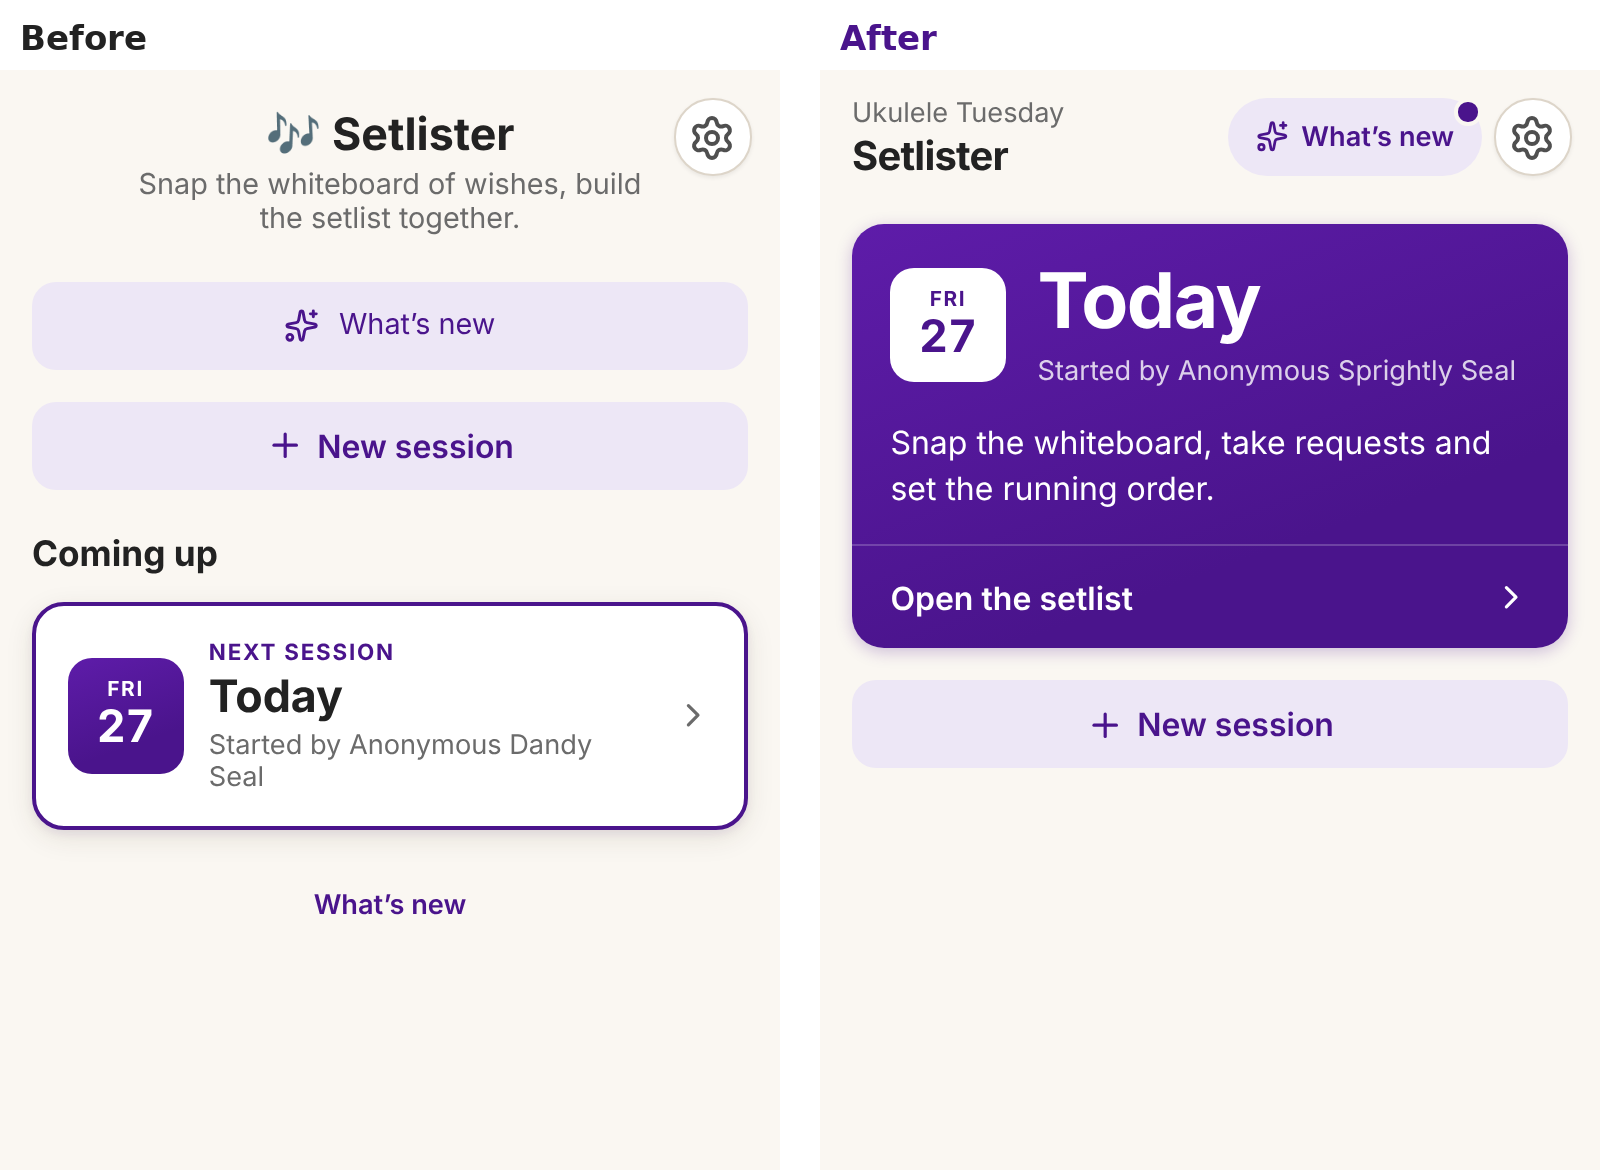 Before
🎶 Setlister
Snap the whiteboard of wishes, build
the setlist together.
What’s new
+ New session
Coming up
FRI
27
NEXT SESSION
Today
Started by Anonymous Dandy
Seal
What’s new
After
Ukulele Tuesday
Setlister
What’s new
FRI
27
Today
Started by Anonymous Sprightly Seal
Snap the whiteboard, take requests and
set the running order.
Open the setlist
+ New session